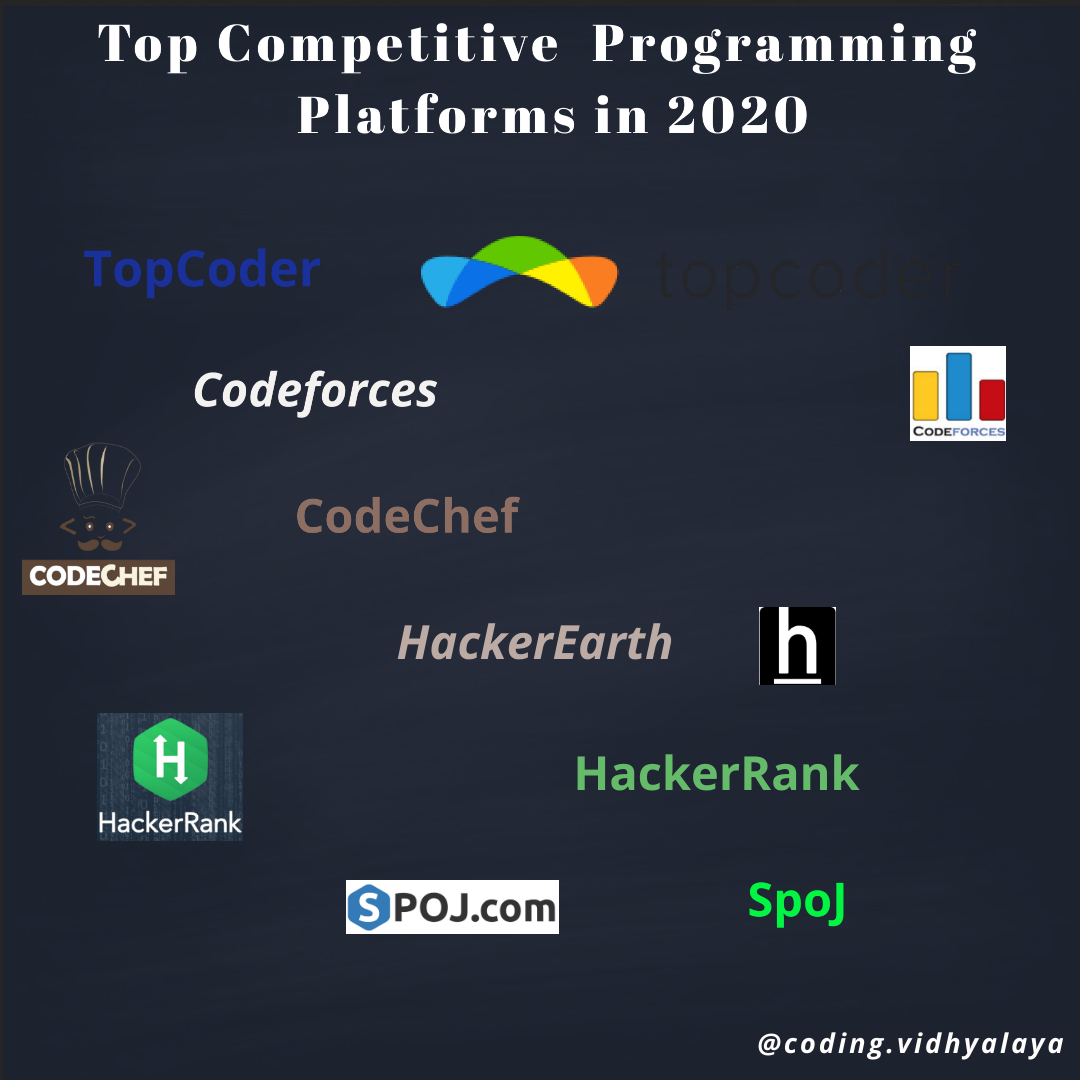 Top Competitive Programming
Platforms in 2020
TopCoder
topcoder
Codeforces
CODEFORCES
CodeChef
CODECHEF
HackerEarth
h
H
HackerRank
HackerRank
SPOJ.com
SpoJ
@coding.vidhyalaya